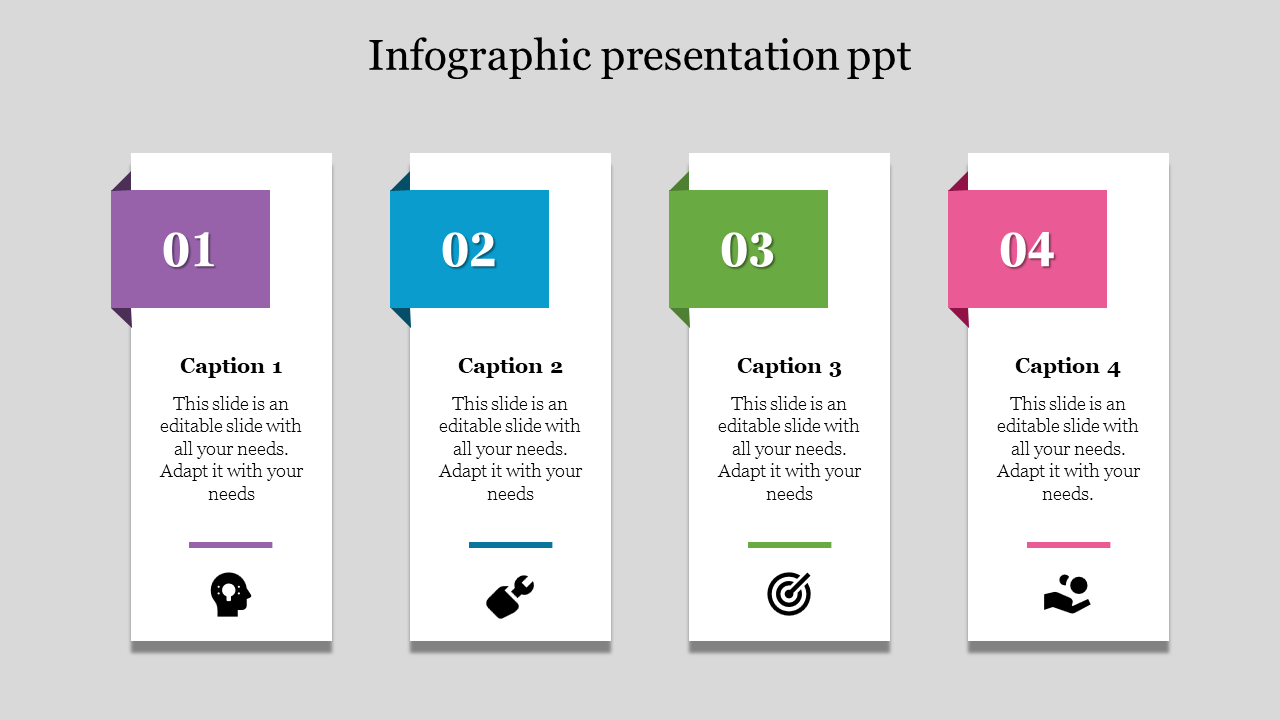 Infographic presentation ppt
01
Caption 1
This slide is an
editable slide with
all your needs.
Adapt it with your
needs
02
Caption 2
This slide is an
editable slide with
all your needs.
Adapt it with your
needs
03
Caption 3
This slide is an
editable slide with
all your needs.
Adapt it with your
needs
04
Caption 4
This slide is an
editable slide with
all your needs.
Adapt it with your
needs.